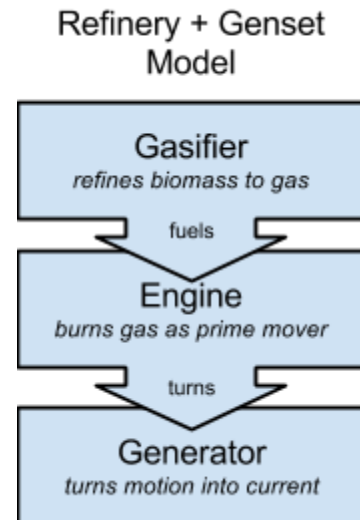 Refinery + Genset
Model
Gasifier
refines biomass to gas
fuels
Engine
burns gas as prime mover
turns
Generator
turns motion into current